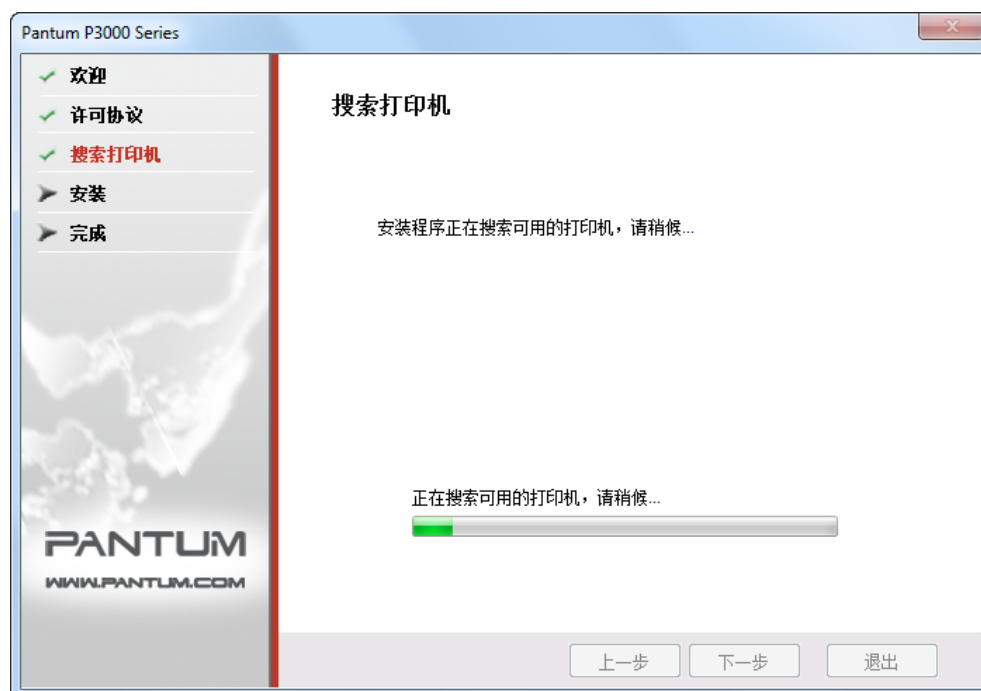 Pantum P3000 Series
欢迎
许可协议
搜索打印机
安装
完成
PANTUM
WWW.PANTUM.COM
搜索打印机
安装程序正在搜索可用的打印机，请稍候...
正在搜索可用的打印机，请稍候...
上一步
下一步
退出